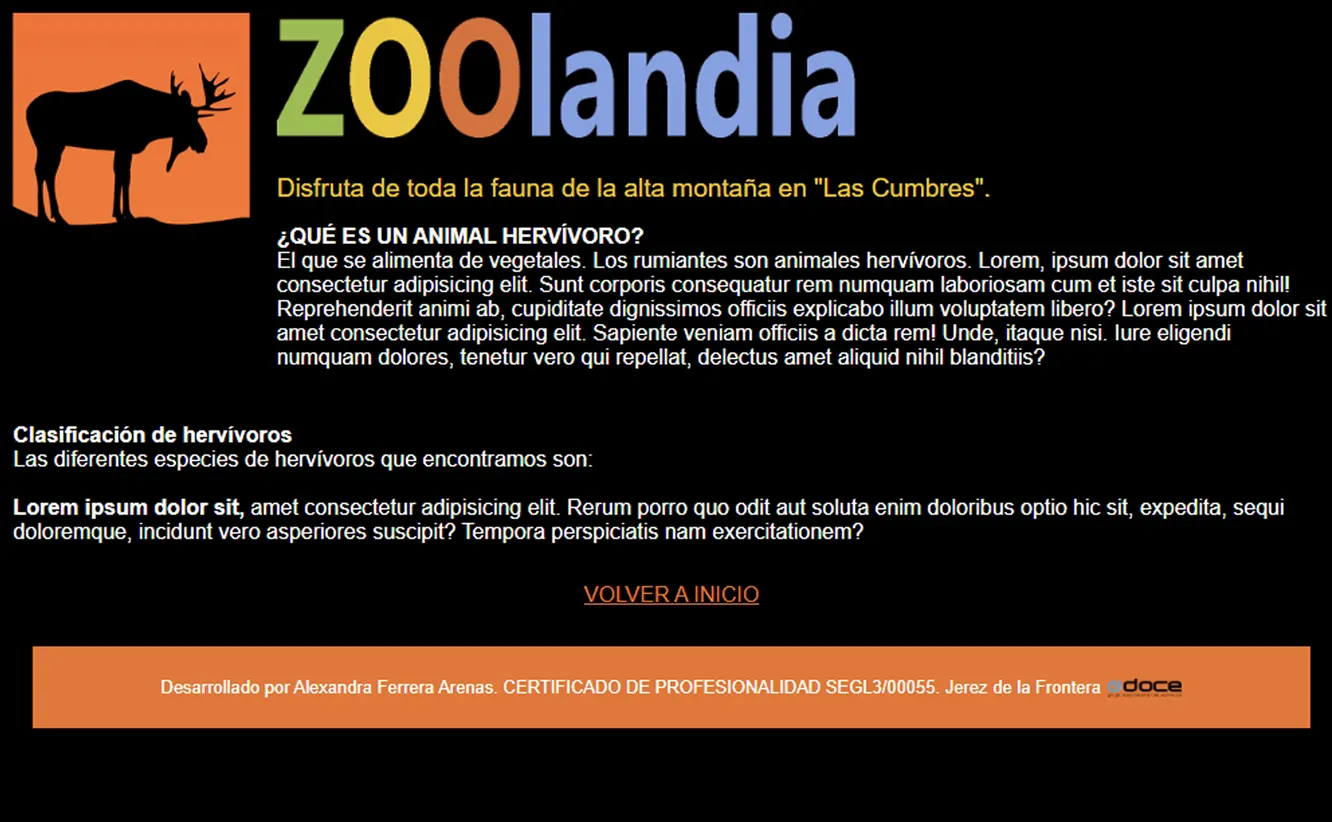 ZOOlandia
Disfruta de toda la fauna de la alta montaña en "Las Cumbres".
¿QUÉ ES UN ANIMAL HERVÍVORO?
El que se alimenta de vegetales. Los rumiantes son animales hervívoros. Lorem, ipsum dolor sit amet
consectetur adipisicing elit. Sunt corporis consequatur rem numquam laboriosam cum et iste sit culpa nihil!
Reprehenderit animi ab, cupiditate dignissimos officiis explicabo illum voluptatem libero? Lorem ipsum dolor sit
amet consectetur adipisicing elit. Sapiente veniam officiis a dicta rem! Unde, itaque nisi. Iure eligendi
numquam dolores, tenetur vero qui repellat, delectus amet aliquid nihil blanditiis?
Clasificación de hervívoros
Las diferentes especies de hervívoros que encontramos son:
Lorem ipsum dolor sit, amet consectetur adipisicing elit. Rerum porro quo odit aut soluta enim doloribus optio hic sit, expedita, sequi
doloremque, incidunt vero asperiores suscipit? Tempora perspiciatis nam exercitationem?
VOLVER A INICIO
Desarrollado por Alexandra Ferrera Arenas. CERTIFICADO DE PROFESIONALIDAD SEGL3/00055. Jerez de la Frontera doce